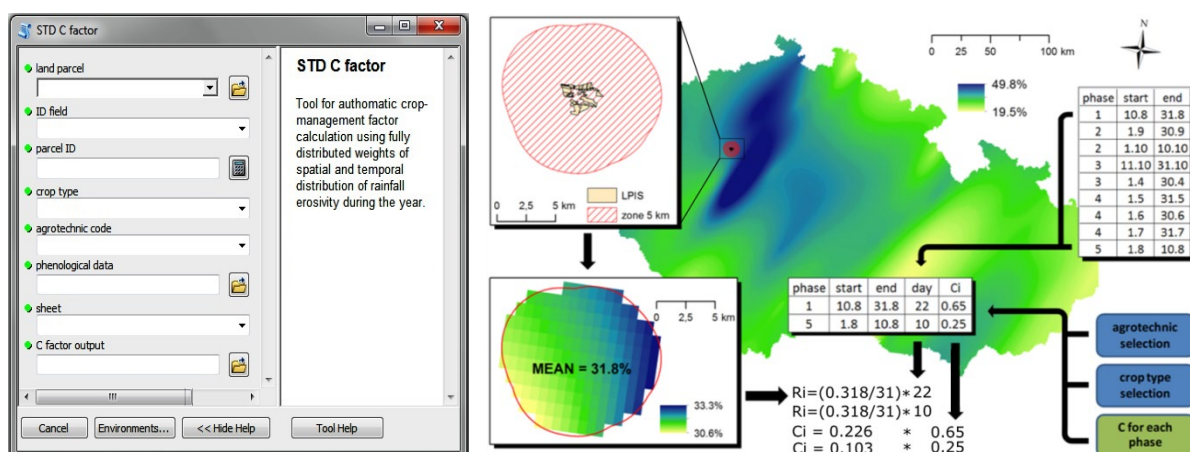 STD C factor
land parcel
ID field
parcel ID
crop type
agrotechnic code
phenological data
sheet
C factor output
Cancel
Environments...
<< Hide Help
Tool Help
STD C factor
Tool for authomatic crop-
management factor
calculation using fully
distributed weights of
spatial and temporal
distribution of rainfall
erosivity during the year.
0 2,5 5 km
LPIS
zone 5 km
0 25 50 100 km
N
49.8%
19.5%
phase start end
1 10.8 31.8
2 1.9 30.9
2 1.10 10.10
3 11.10 31.10
3 1.4 30.4
4 1.5 31.5
4 1.6 30.6
4 1.7 31.7
5 1.8 10.8
0 2,5 5 km
MEAN = 31.8%
33.3%
30.6%
phase start end day Ci
1 10.8 31.8 22 0.65
5 1.8 10.8 10 0.25
Ri=(0.318/31)*22
Ri=(0.318/31)*10
Ci = 0.226 * 0.65
Ci = 0.103 * 0.25
agrotechnic
selection
crop type
selection
C for each
phase